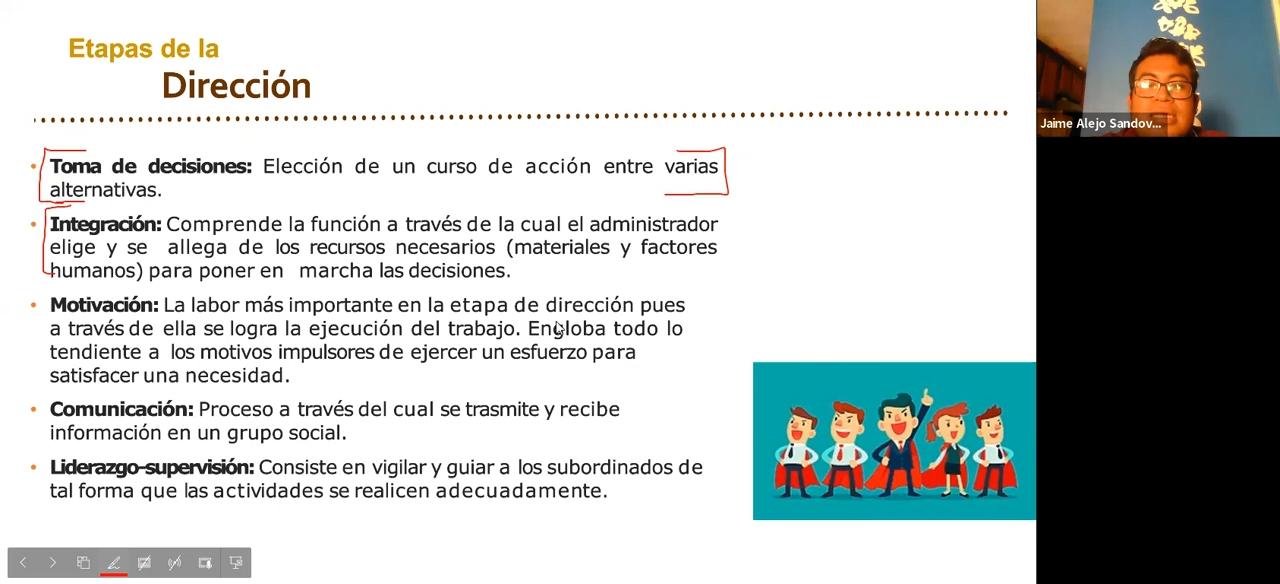 Etapas de la
Dirección
Jaime Alejo Sandov...
• Toma de decisiones: Elección de un curso de acción entre varias
alternativas.
• Integración: Comprende la función a través de la cual el administrador
elige y se allega de los recursos necesarios (materiales y factores
humanos) para poner en marcha las decisiones.
• Motivación: La labor más importante en la etapa de dirección pues
a través de ella se logra la ejecución del trabajo. Engloba todo lo
tendiente a los motivos impulsores de ejercer un esfuerzo para
satisfacer una necesidad.
• Comunicación: Proceso a través del cual se trasmite y recibe
información en un grupo social.
• Liderazgo-supervisión: Consiste en vigilar y guiar a los subordinados de
tal forma que las actividades se realicen adecuadamente.